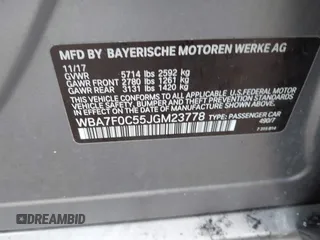 MFD BY BAYERISCHE MOTOREN WERKE AG
11/17
GVWR 5714 lbs 2592 kg
GAWR FRONT 2780 lbs 1261 kg
GAWR REAR 3131 lbs 1420 kg
THIS VEHICLE CONFORMS TO ALL APPLICABLE
FEDERAL MOTOR VEHICLE SAFETY, BUMPER,
AND THEFT PREVENTION STANDARDS
IN EFFECT ON THE DATE OF MANUFACTURE SHOWN ABOVE.
WBA7F0C55JGM23778 TYPE: PASSENGER CAR
DREAMBID